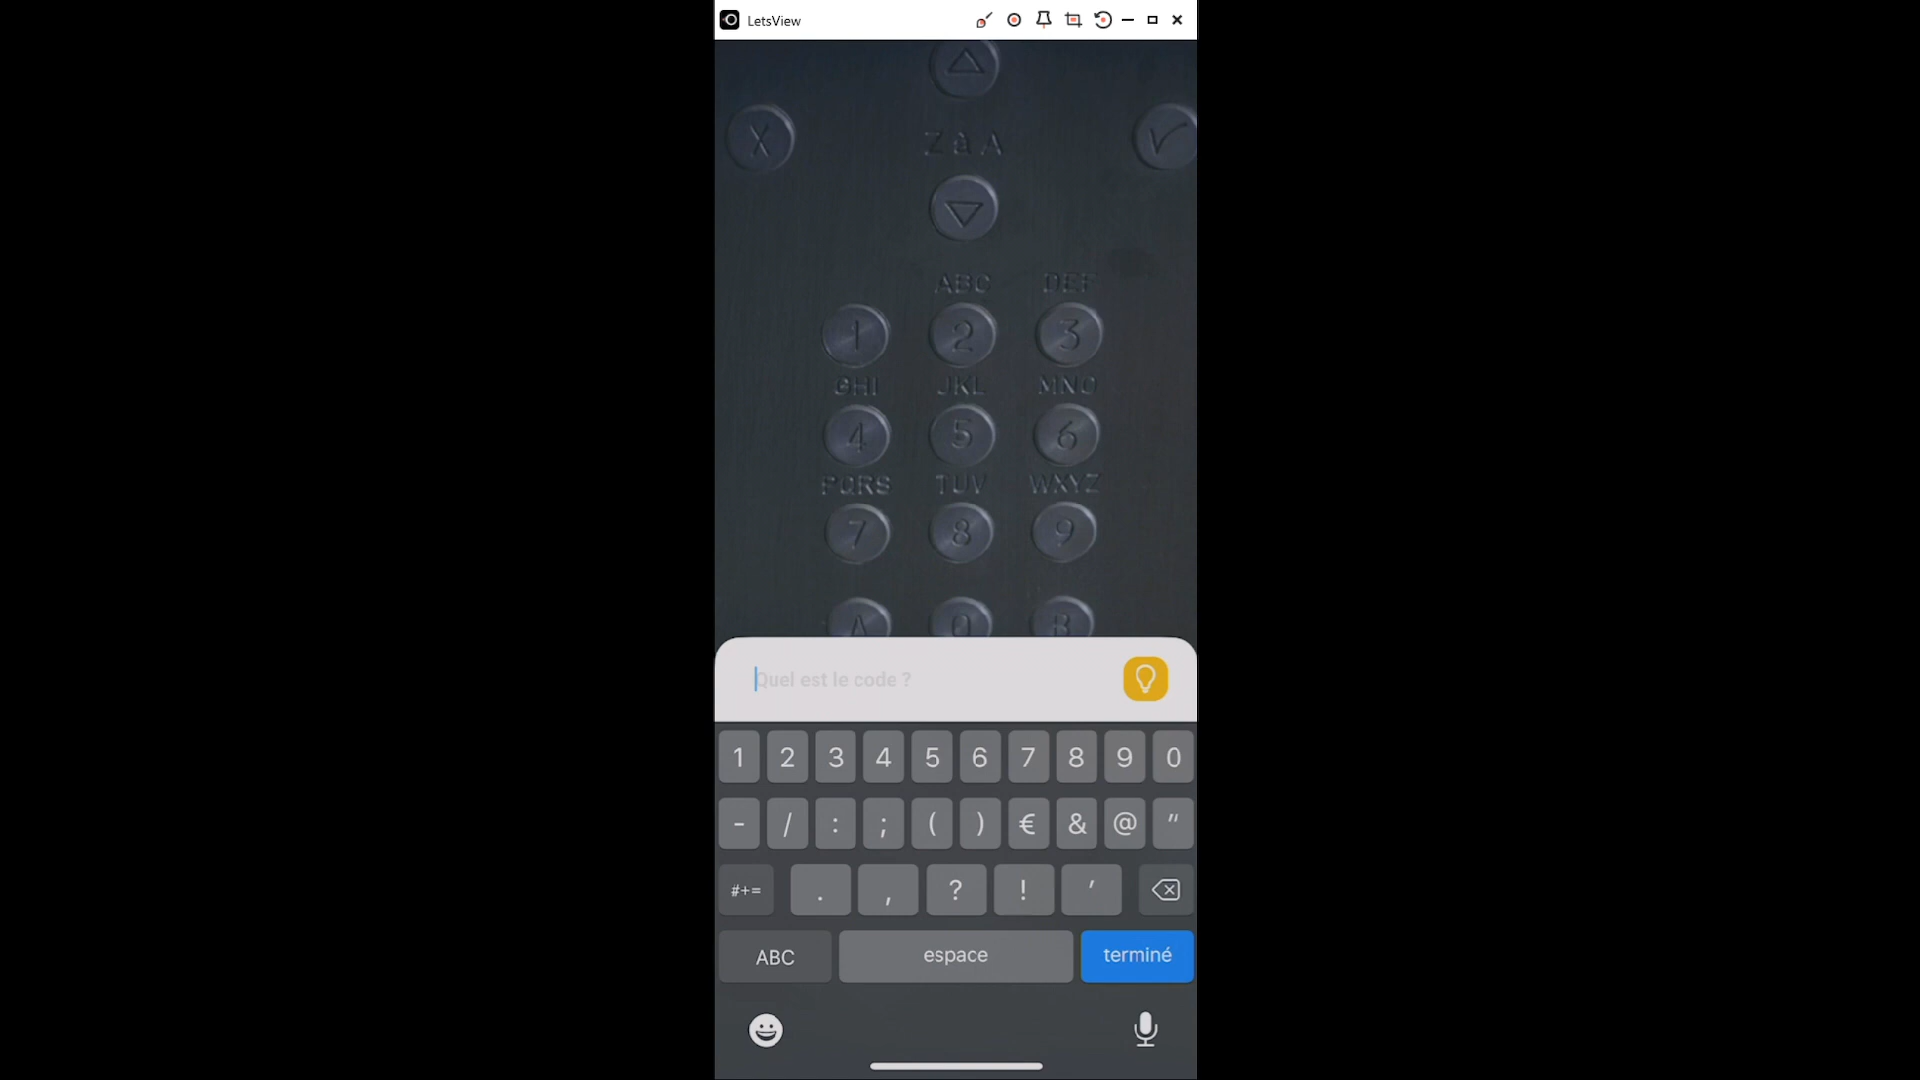 LetsView
X
Z à A
ABC DEF
1 2 3
GHI JKL MNO
4 5 6
PQRS TUV WXYZ
7 8 9
A 0 B
Quel est le code ?
1 2 3 4 5 6 7 8 9 0
- / : ; ( ) € & @ "
#+= . , ? ! '
ABC espace terminé